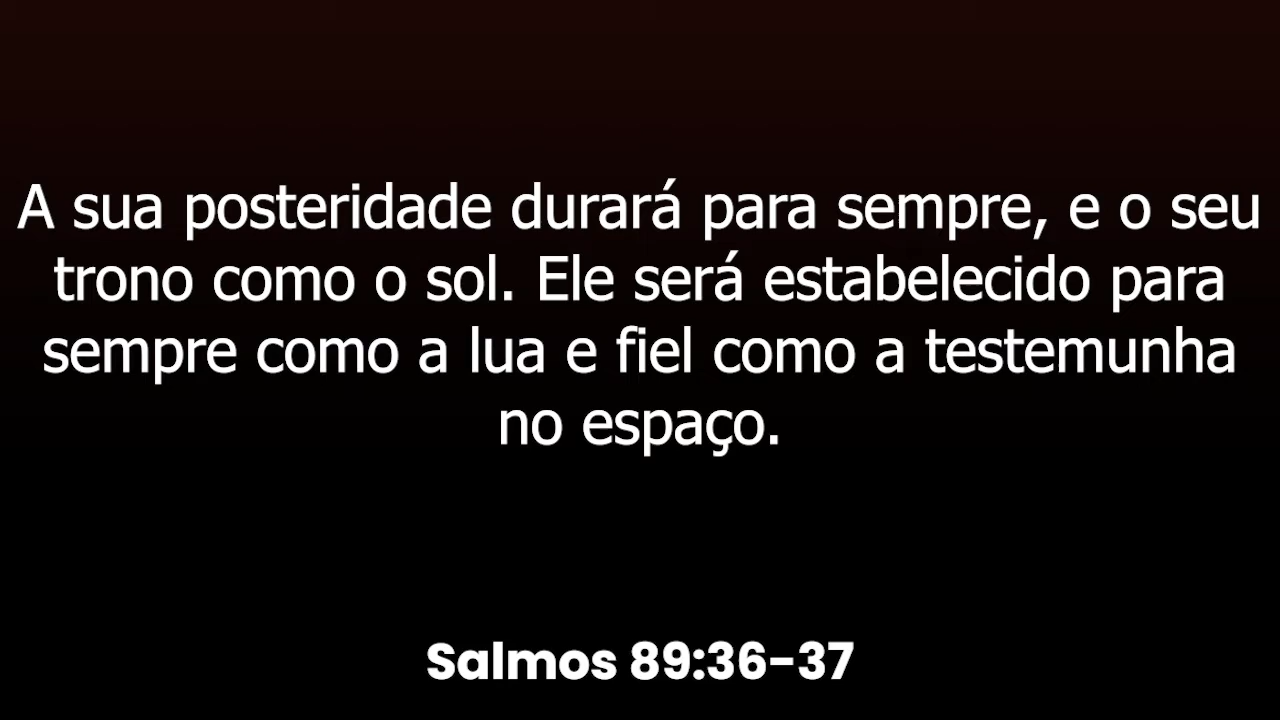 A sua posteridade durará para sempre, e o seu
trono como o sol. Ele será estabelecido para
sempre como a lua e fiel como a testemunha
no espaço.
Salmos 89:36-37